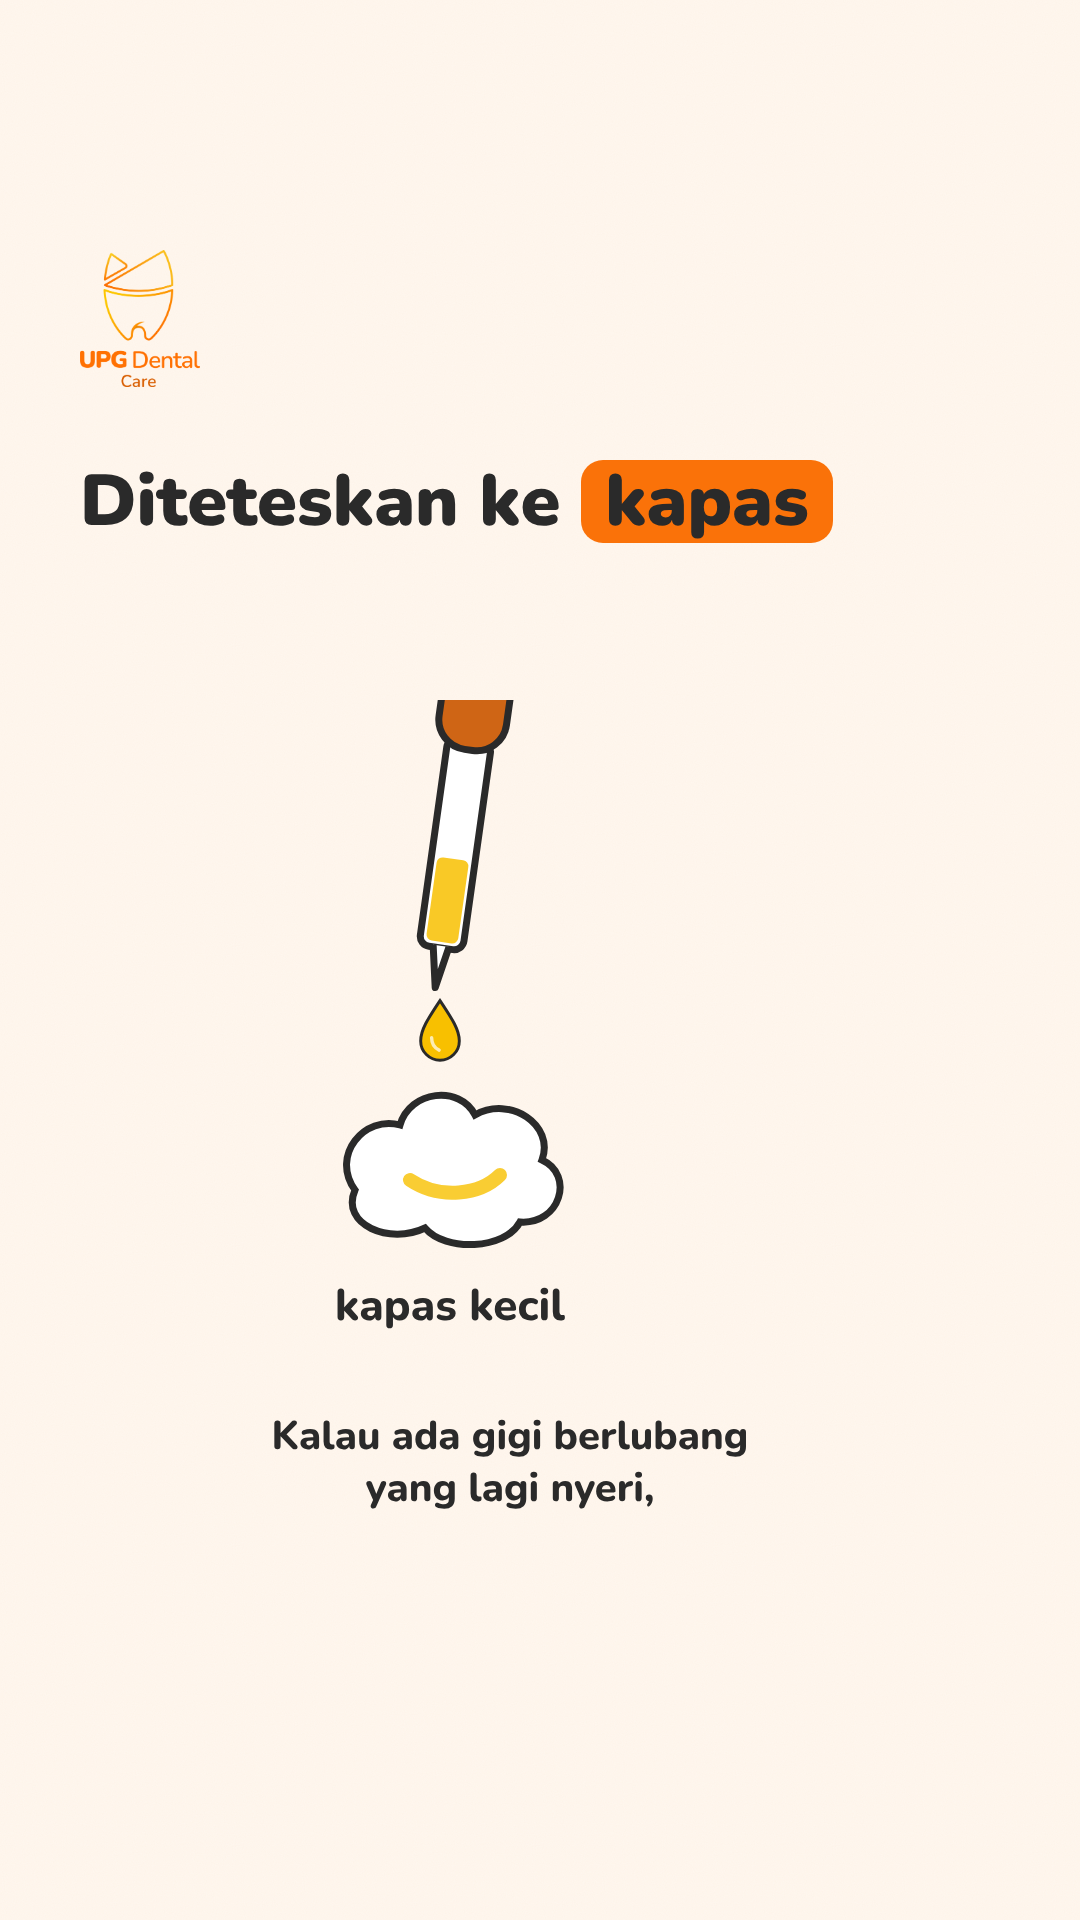 UPG Dental
Care
Diteteskan ke kapas
kapas kecil
Kalau ada gigi berlubang
yang lagi nyeri,